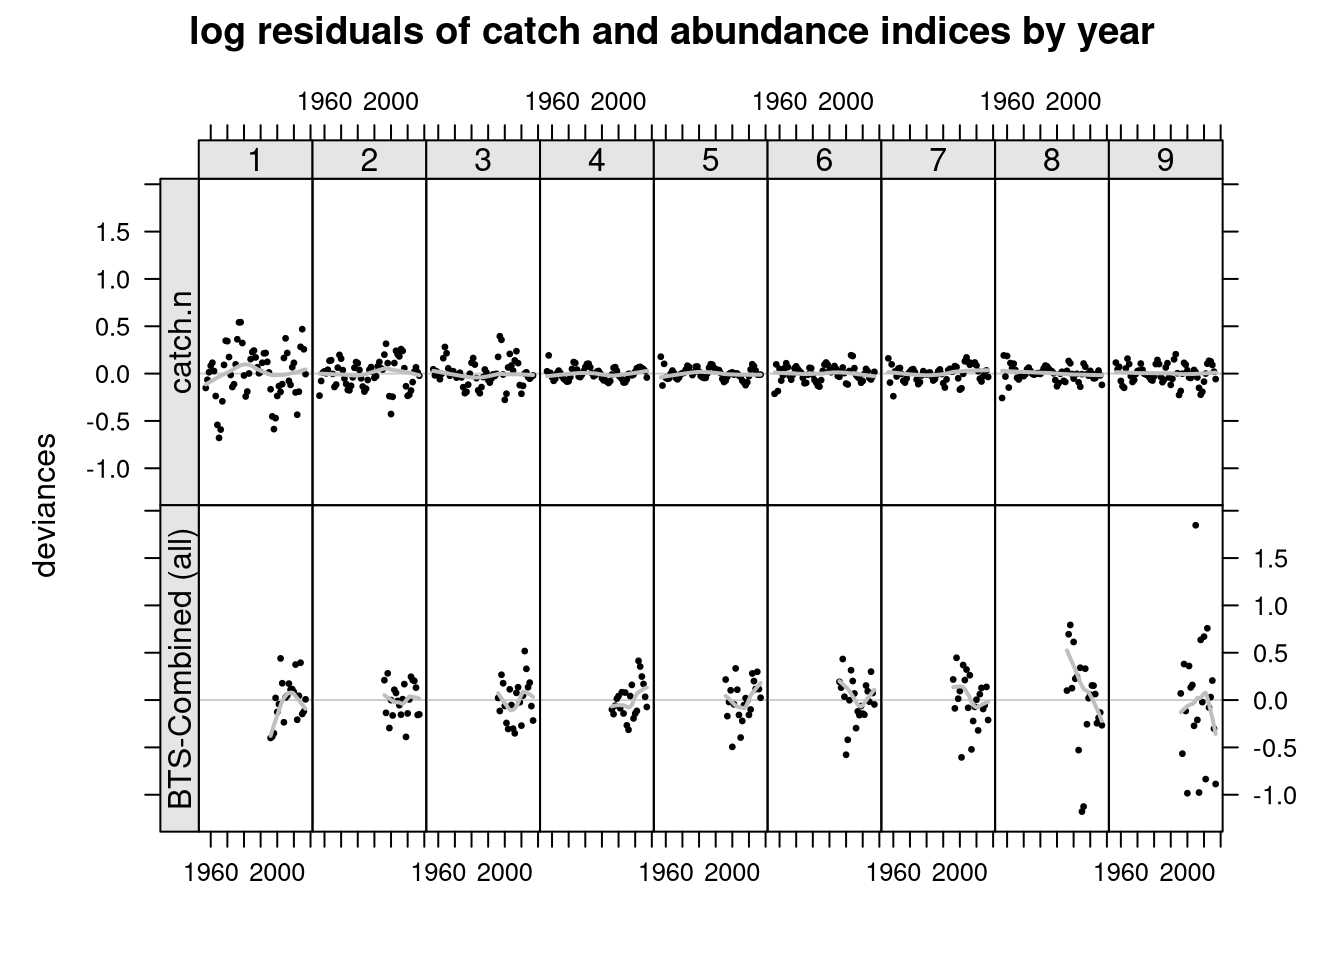 log residuals of catch and abundance indices by year
1960 2000 1960 2000 1960 2000 1960 2000
1 2 3 4 5 6 7 8 9
catch.n
1.5
1.0
0.5
0.0
-0.5
-1.0
deviances
BTS-Combined (all)
1.5
1.0
0.5
0.0
-0.5
-1.0
1960 2000 1960 2000 1960 2000 1960 2000 1960 2000